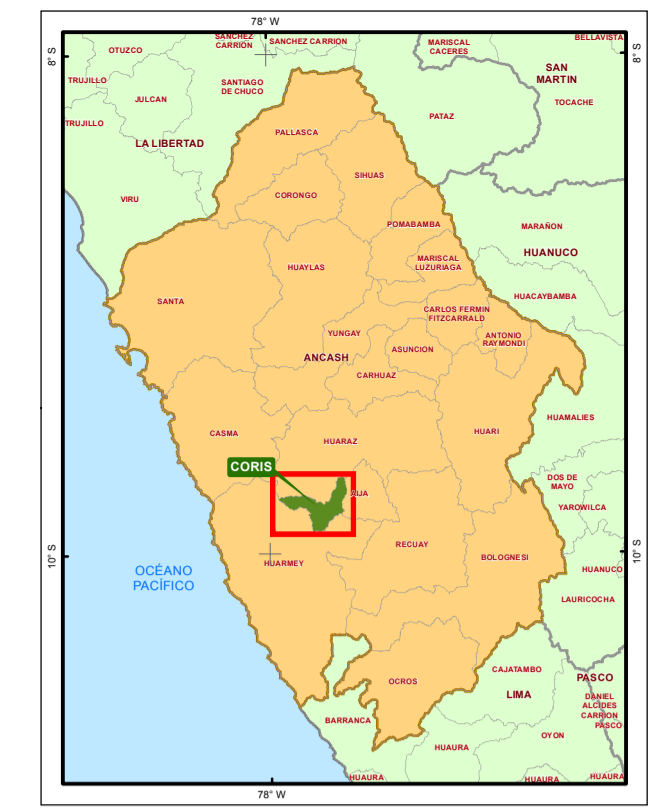 78° W
8° S
8° S
SANCHEZ
CARRIÓN
SANCHEZ CARRION
MARISCAL
CACERES
BELLAVISTA
OTUZCO
SAN
MARTIN
TRUJILLO
SANTIAGO
DE CHUCO
JULCAN
TOCACHE
TRUJILLO
PATAZ
PALLASCA
LA LIBERTAD
SIHUAS
CORONGO
VIRU
POMABAMBA
MARAÑON
HUANUCO
MARISCAL
LUZURIAGA
HUAYLAS
HUACAYBAMBA
SANTA
CARLOS FERMIN
FITZCARRALD
YUNGAY
ANTONIO
RAYMONDI
ASUNCION
ANCASH
CARHUAZ
HUAMALIES
CASMA
HUARI
HUARAZ
CORIS
DOS DE
MAYO
AIJA
YAROWILCA
RECUAY
10° S
10° S
BOLOGNESI
HUARMEY
HUANUCO
OCÉANO
PACÍFICO
LAURICOCHA
CAJATAMBO
PASCO
OCROS
LIMA
DANIEL
ALCIDES
CARRION
PASCO
BARRANCA
OYON
HUAURA
HUAURA
HUAURA
HUAURA
78° W